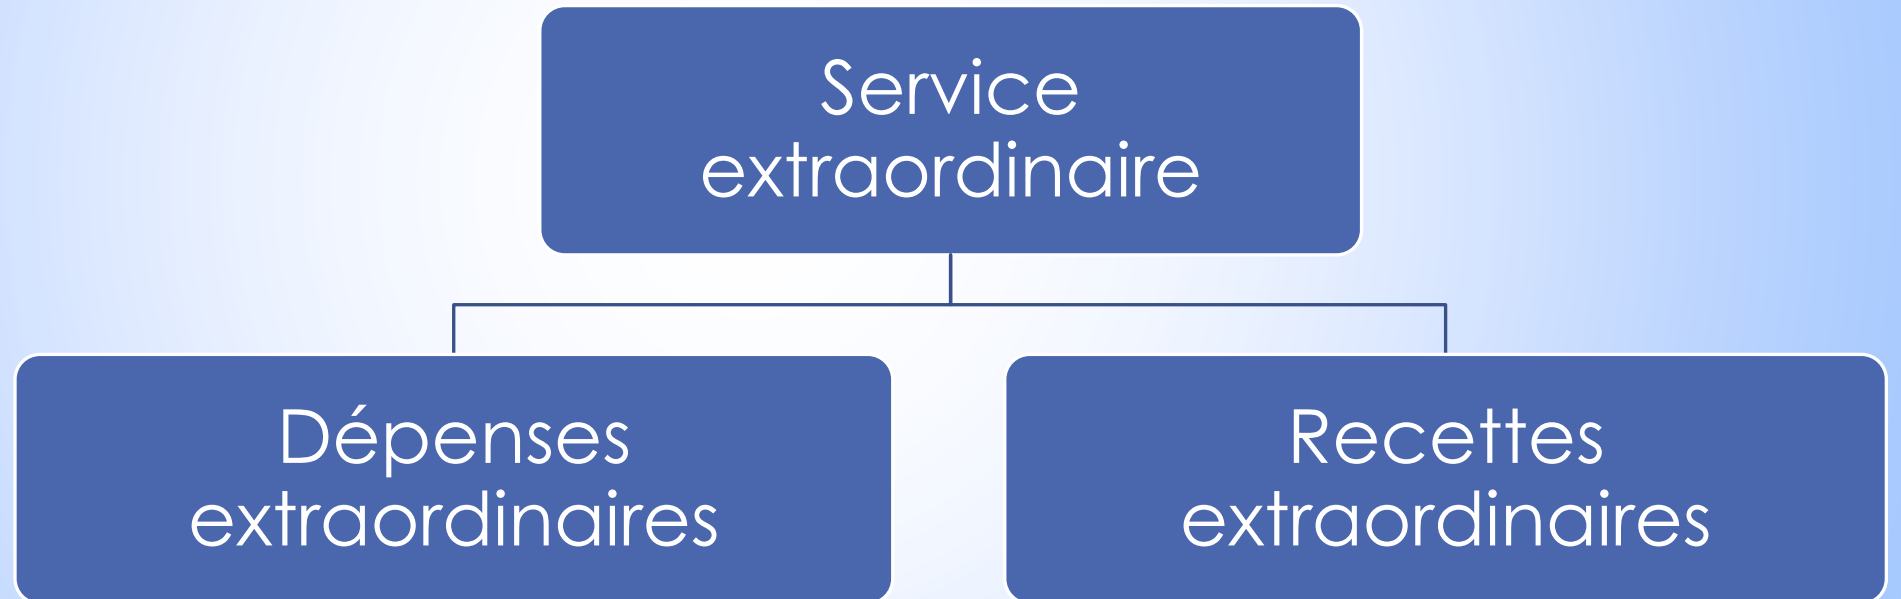 Service
extraordinaire
Dépenses
extraordinaires
Recettes
extraordinaires